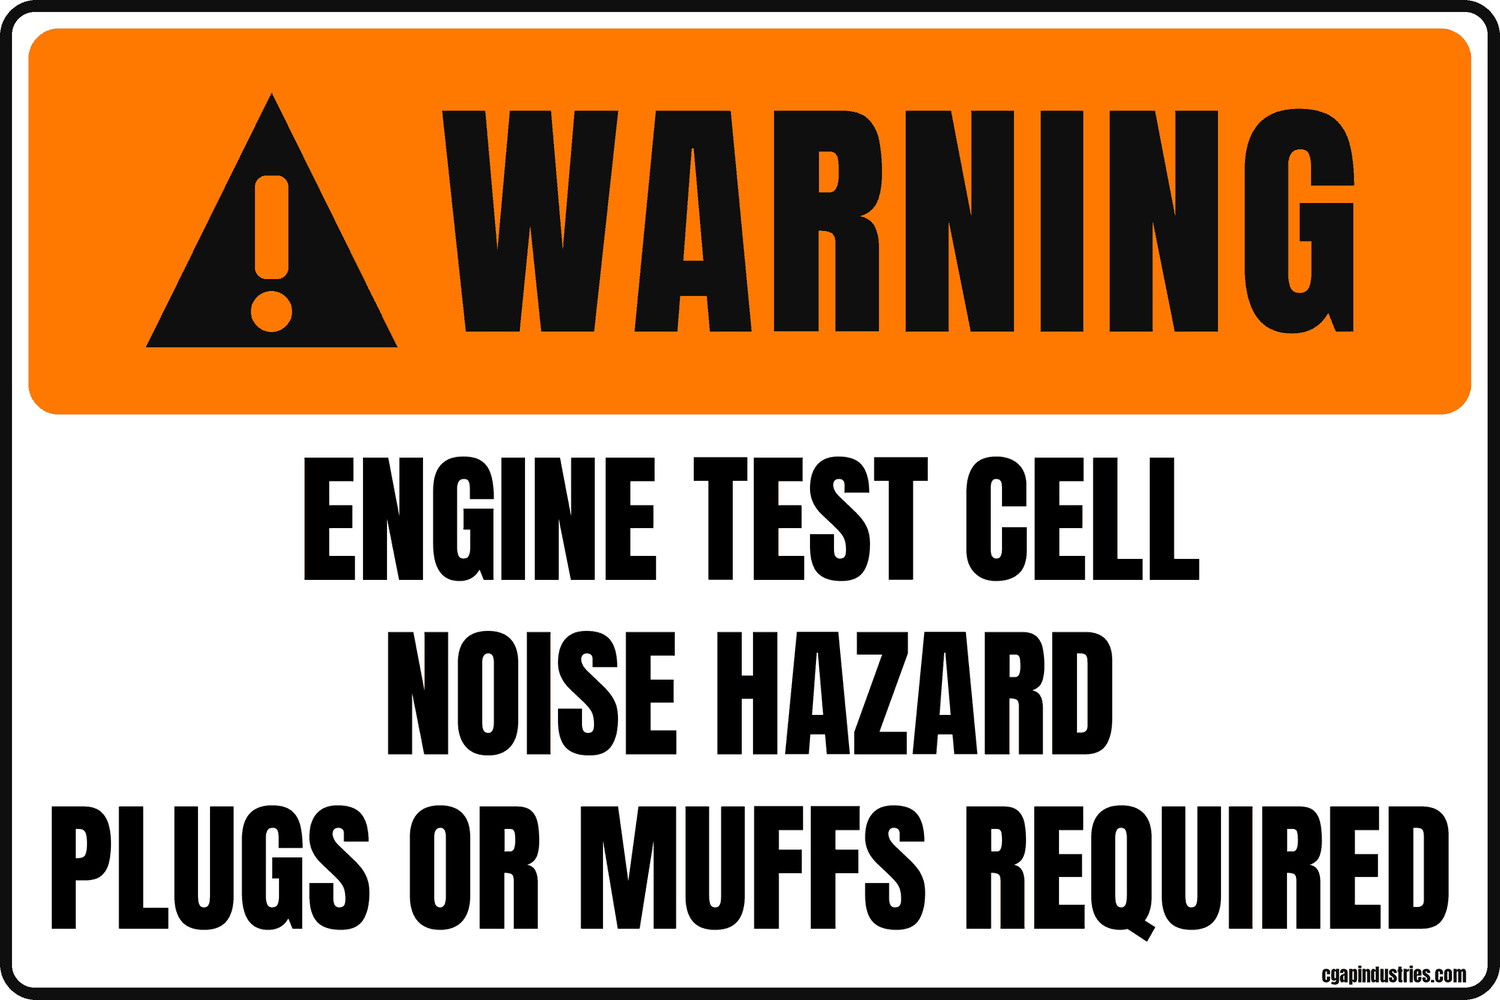 WARNING
ENGINE TEST CELL
NOISE HAZARD
PLUGS OR MUFFS REQUIRED
cgapindustries.com